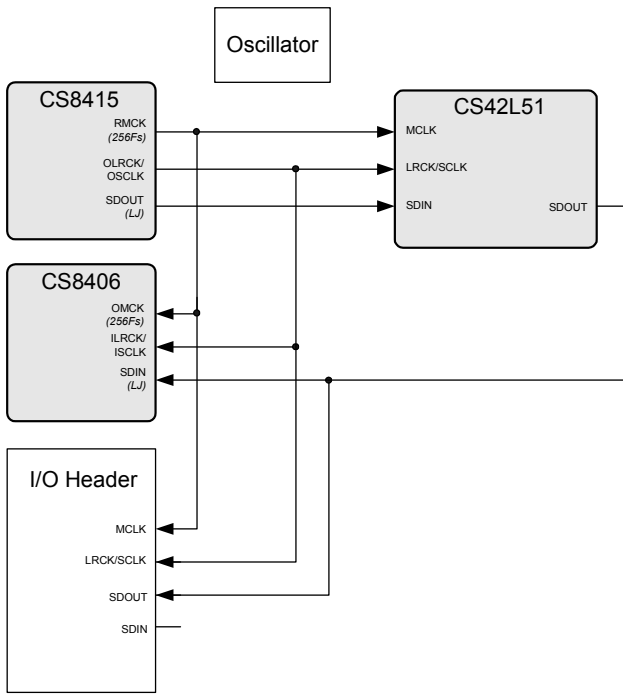 Oscillator
CS8415
RMCK
(256Fs)
OLRCK/
OSCLK
SDOUT
(LJ)
CS42L51
MCLK
LRCK/SCLK
SDIN
SDOUT
CS8406
OMCK
(256Fs)
ILRCK/
ISCLK
SDIN
(LJ)
I/O Header
MCLK
LRCK/SCLK
SDOUT
SDIN